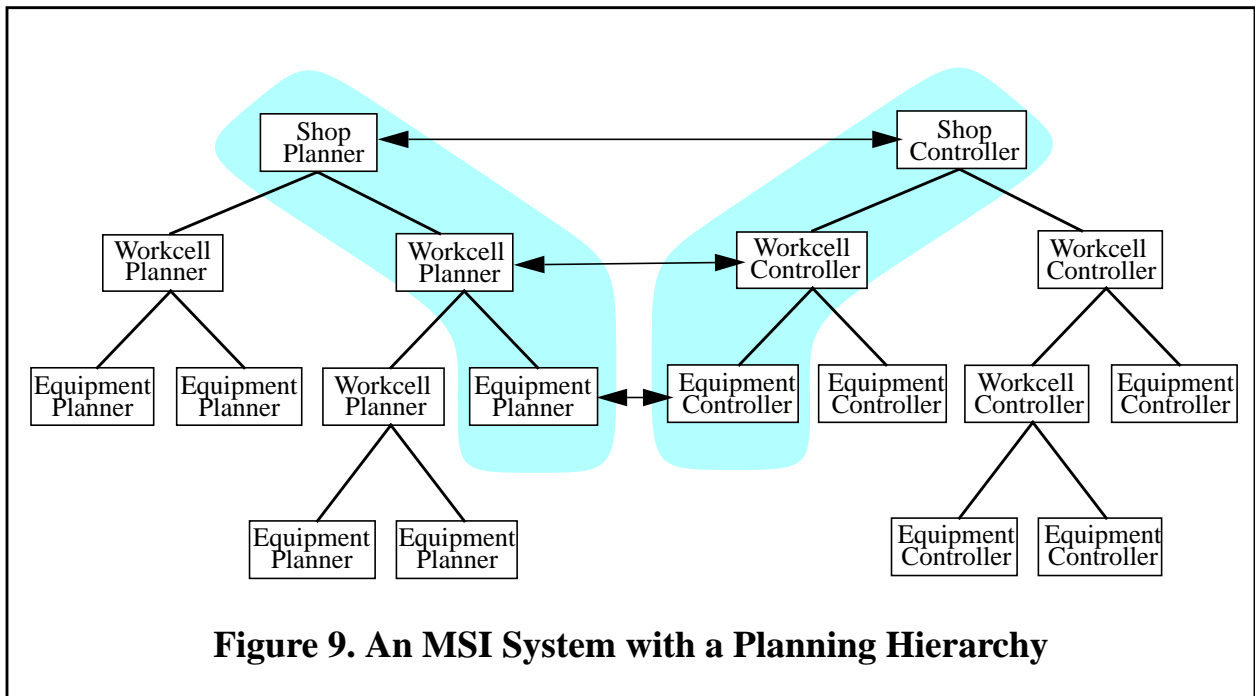 Shop
Planner
Shop
Controller
Workcell
Planner
Workcell
Planner
Workcell
Controller
Workcell
Controller
Equipment
Planner
Equipment
Planner
Workcell
Planner
Equipment
Planner
Equipment
Controller
Equipment
Controller
Workcell
Controller
Equipment
Controller
Equipment
Planner
Equipment
Planner
Equipment
Controller
Equipment
Controller
Figure 9. An MSI System with a Planning Hierarchy